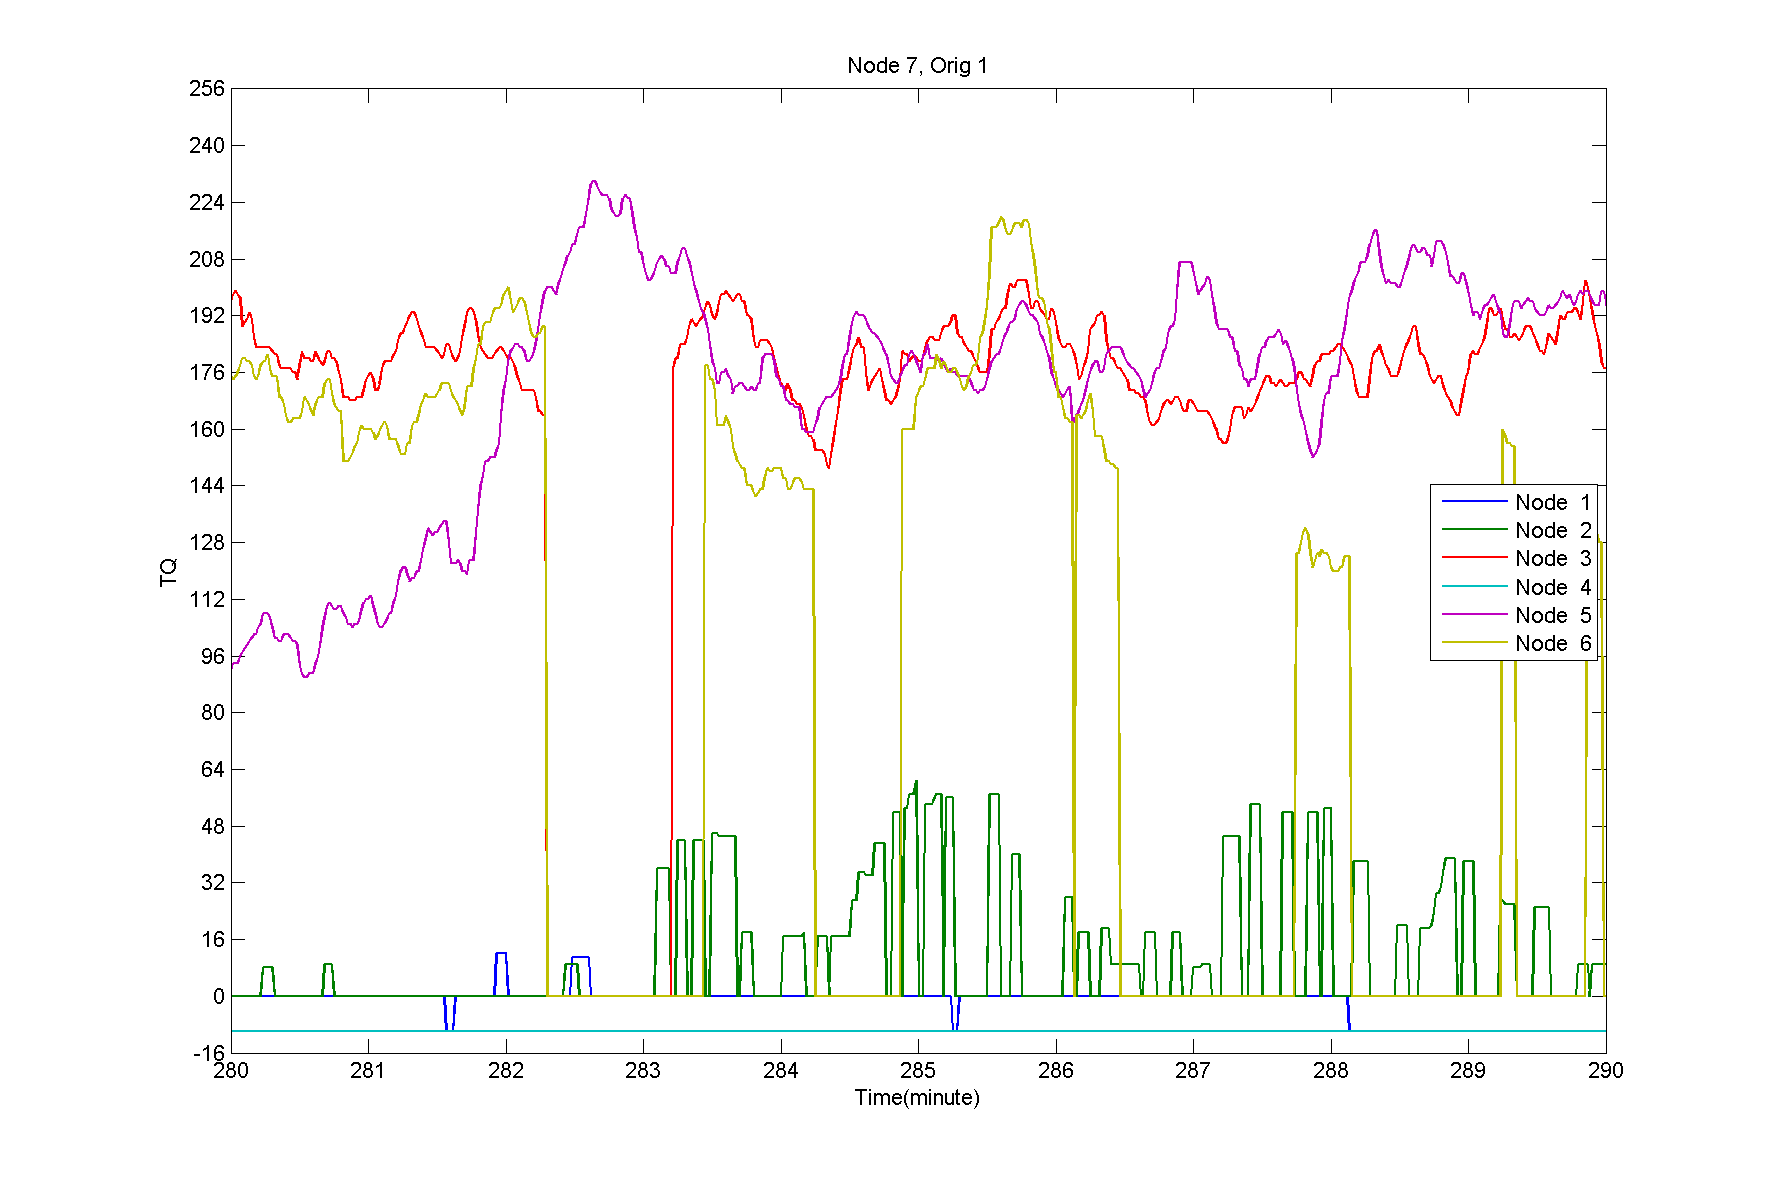 Node 7, Orig 1
256
240
224
208
192
176
160
144
128
112
96
80
64
48
32
16
0
-16
TQ
Node 1
Node 2
Node 3
Node 4
Node 5
Node 6
280 281 282 283 284 285 286 287 288 289 290
Time(minute)